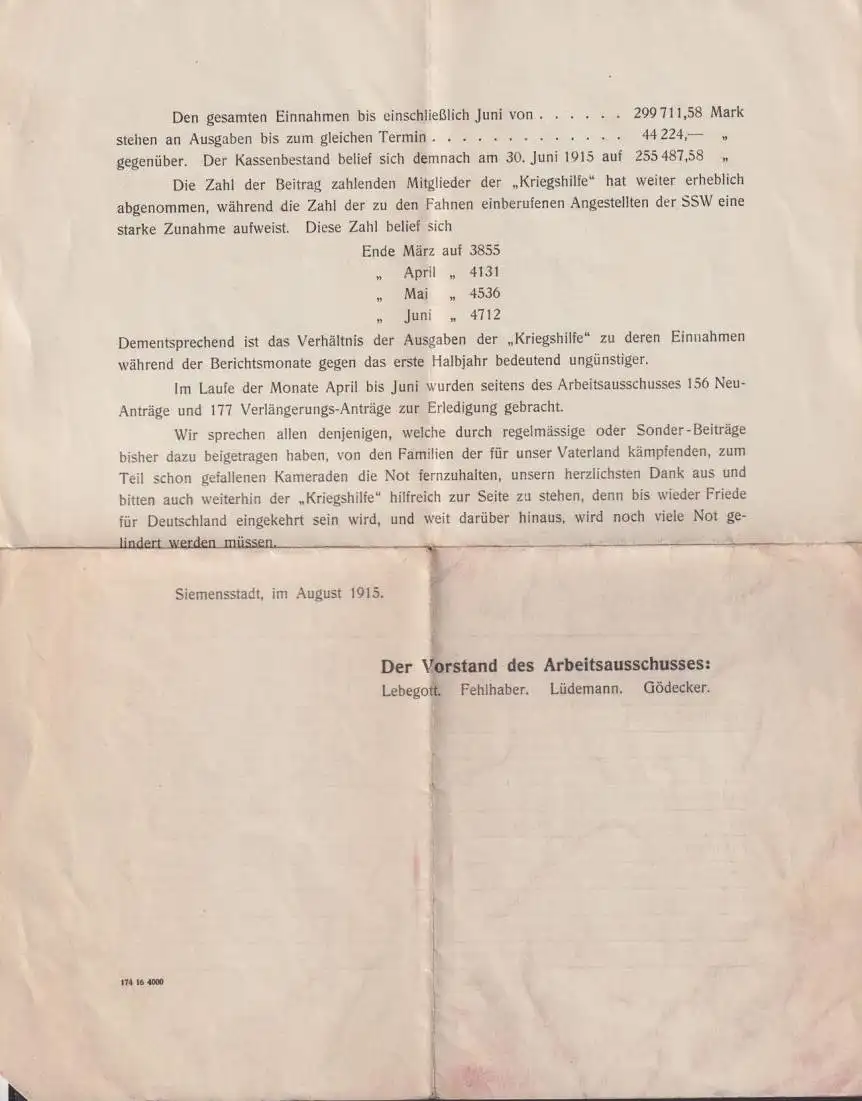 Den gesamten Einnahmen bis einschließlich Juni von . . . . . . 299 711,58 Mark
stehen an Ausgaben bis zum gleichen Termin . . . . . . . . . . . . . 44 224,— „
gegenüber. Der Kassenbestand belief sich demnach am 30. Juni 1915 auf 255 487,58 „
Die Zahl der Beitrag zahlenden Mitglieder der „Kriegshilfe“ hat weiter erheblich
abgenommen, während die Zahl der zu den Fahnen einberufenen Angestellten der SSW eine
starke Zunahme aufweist. Diese Zahl belief sich
Ende März auf 3855
„ April „ 4131
„ Mai „ 4536
„ Juni „ 4712
Dementsprechend ist das Verhältnis der Ausgaben der „Kriegshilfe“ zu deren Einnahmen
während der Berichtsmonate gegen das erste Halbjahr bedeutend ungünstiger.
Im Laufe der Monate April bis Juni wurden seitens des Arbeitsausschusses 156 Neu-
Anträge und 177 Verlängerungs-Anträge zur Erledigung gebracht.
Wir sprechen allen denjenigen, welche durch regelmässige oder Sonder-Beiträge
bisher dazu beigetragen haben, von den Familien der für unser Vaterland kämpfenden, zum
Teil schon gefallenen Kameraden die Not fernzuhalten, unsern herzlichsten Dank aus und
bitten auch weiterhin der „Kriegshilfe“ hilfreich zur Seite zu stehen, denn bis wieder Friede
für Deutschland eingekehrt sein wird, und weit darüber hinaus, wird noch viele Not ge-
lindert werden müssen.
Siemensstadt, im August 1915.
Der Vorstand des Arbeitsausschusses:
Lebegott. Fehlhaber. Lüdemann. Gödecker.
174 16 4000